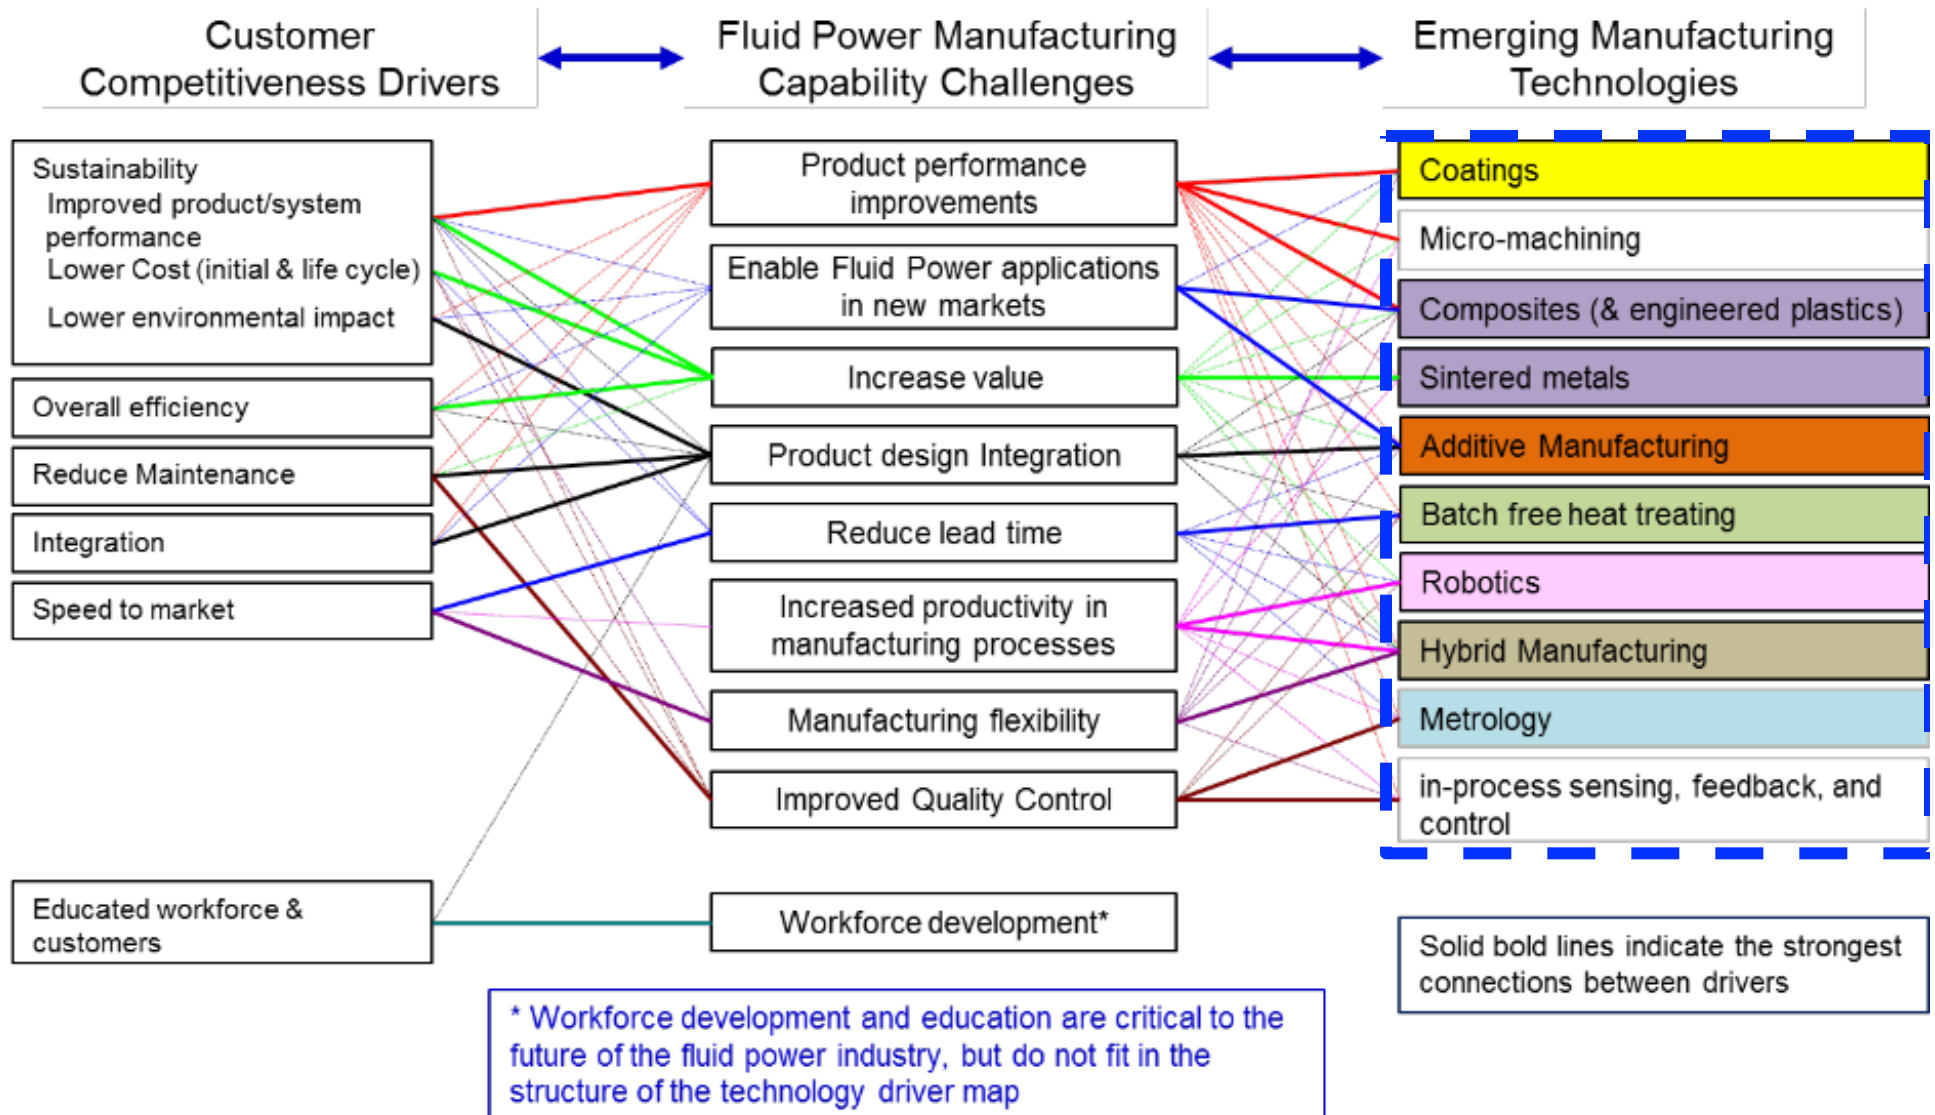 Customer
Competitiveness Drivers
Fluid Power Manufacturing
Capability Challenges
Emerging Manufacturing
Technologies
Sustainability
Improved product/system
performance
Lower Cost (initial & life cycle)
Lower environmental impact
Overall efficiency
Reduce Maintenance
Integration
Speed to market
Educated workforce &
customers
Product performance
improvements
Enable Fluid Power applications
in new markets
Increase value
Product design Integration
Reduce lead time
Increased productivity in
manufacturing processes
Manufacturing flexibility
Improved Quality Control
Workforce development*
Coatings
Micro-machining
Composites (& engineered plastics)
Sintered metals
Additive Manufacturing
Batch free heat treating
Robotics
Hybrid Manufacturing
Metrology
in-process sensing, feedback, and
control
Solid bold lines indicate the strongest
connections between drivers
* Workforce development and education are critical to the
future of the fluid power industry, but do not fit in the
structure of the technology driver map